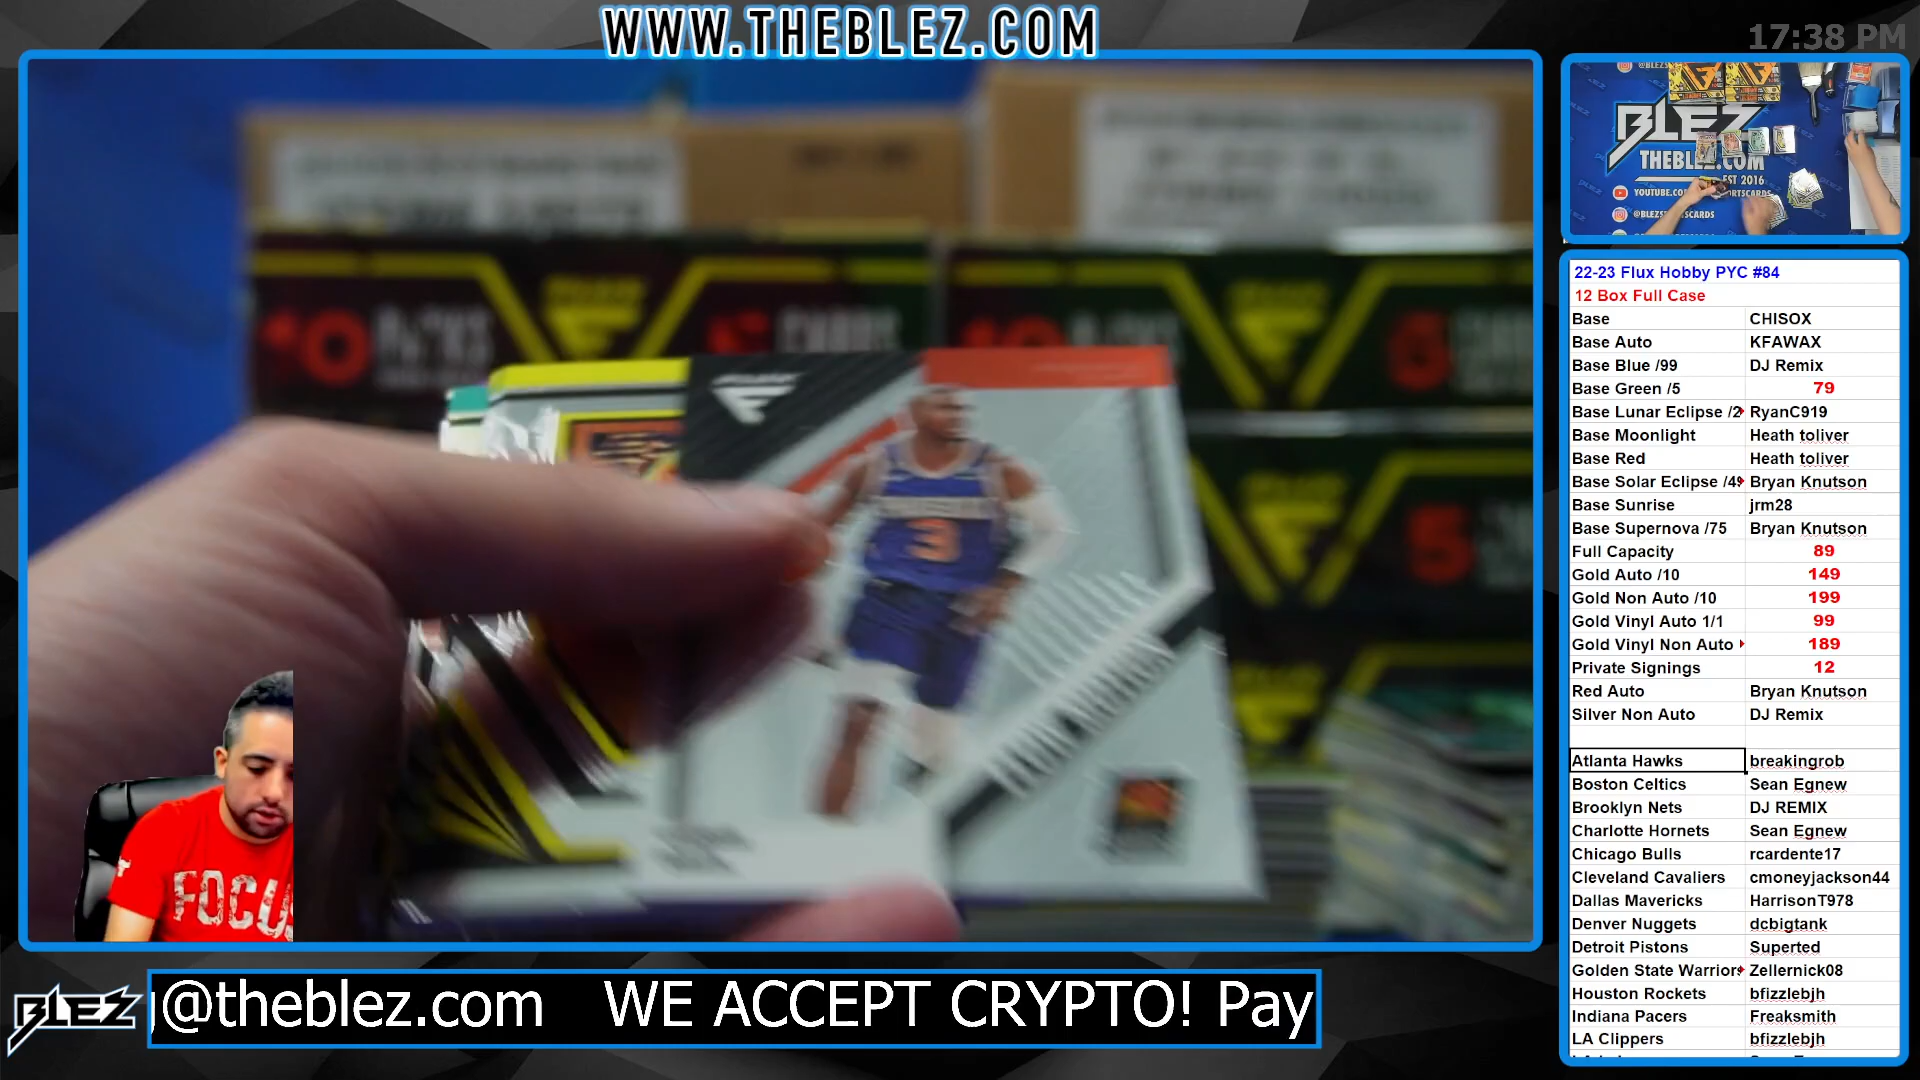 WWW.THEBLEZ.COM
17:38 PM
BLEZ
THEBLEZ.COM
EST 2016
22-23 Flux Hobby PYC #84
12 Box Full Case
Base CHISOX
Base Auto KFAWAX
Base Blue /99 DJ Remix
Base Green /5 79
Base Lunar Eclipse /2 RyanC919
Base Moonlight Heath toliver
Base Red Heath toliver
Base Solar Eclipse /49 Bryan Knutson
Base Sunrise jrm28
Base Supernova /75 Bryan Knutson
Full Capacity 89
Gold Auto /10 149
Gold Non Auto /10 199
Gold Vinyl Auto 1/1 99
Gold Vinyl Non Auto 189
Private Signings 12
Red Auto Bryan Knutson
Silver Non Auto DJ Remix
Atlanta Hawks breakingrob
Boston Celtics Sean Egnew
Brooklyn Nets DJ REMIX
Charlotte Hornets Sean Egnew
Chicago Bulls rcardente17
Cleveland Cavaliers cmoneyjackson44
Dallas Mavericks HarrisonT978
Denver Nuggets dcbigtank
Detroit Pistons Superted
Golden State Warriors Zellernick08
Houston Rockets bfizzlebjh
Indiana Pacers Freaksmith
LA Clippers bfizzlebjh
3
FOCUS
BLEZ
@theblez.com WE ACCEPT CRYPTO! Pay